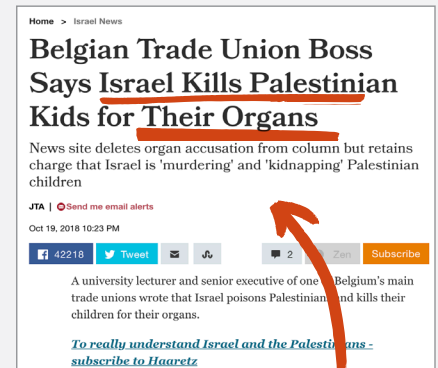 Home > Israel News
Belgian Trade Union Boss
Says Israel Kills Palestinian
Kids for Their Organs
News site deletes organ accusation from column but retains
charge that Israel is 'murdering' and 'kidnapping' Palestinian
children
JTA | Send me email alerts
Oct 19, 2018 10:23 PM
42218 Tweet 2 Zen Subscribe
A university lecturer and senior executive of one Belgium's main
trade unions wrote that Israel poisons Palestinian and kills their
children for their organs.
To really understand Israel and the Palestinians -
subscribe to Haaretz